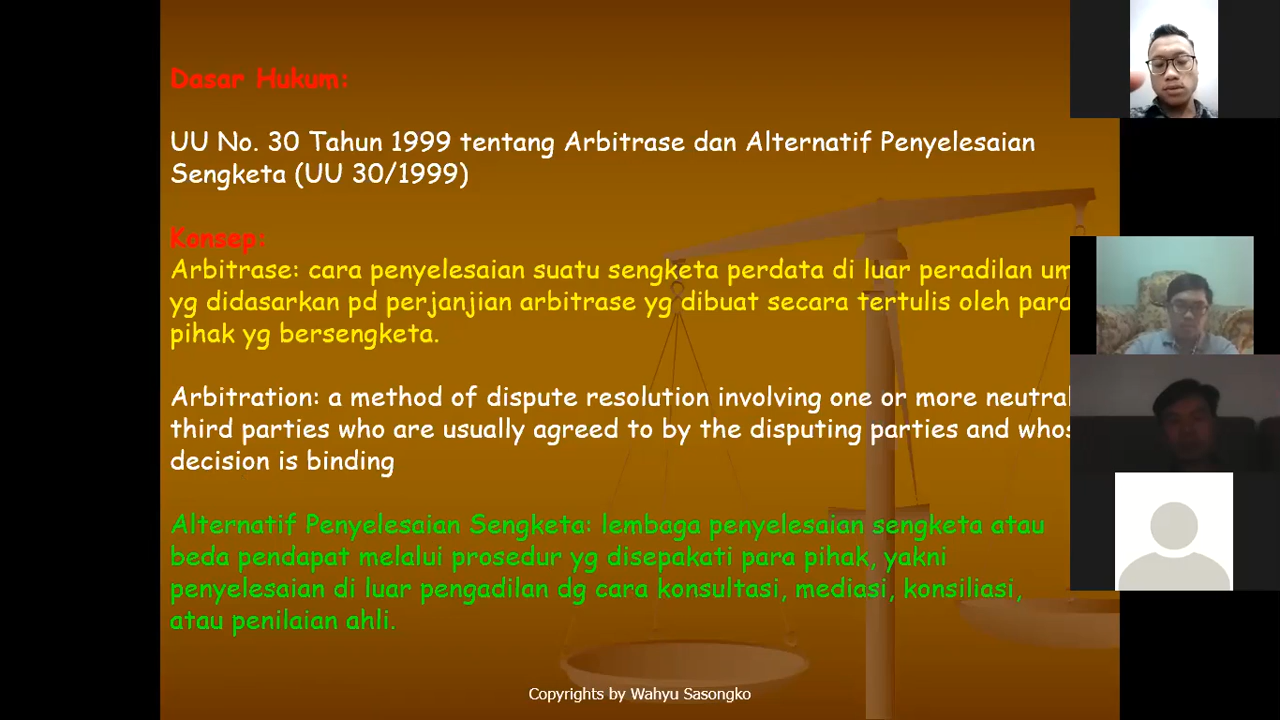 Dasar Hukum:
UU No. 30 Tahun 1999 tentang Arbitrase dan Alternatif Penyelesaian
Sengketa (UU 30/1999)
Konsep:
Arbitrase: cara penyelesaian suatu sengketa perdata di luar peradilan
yg didasarkan pd perjanjian arbitrase yg dibuat secara tertulis oleh para
pihak yg bersengketa.
Arbitration: a method of dispute resolution involving one or more neutral
third parties who are usually agreed to by the disputing parties and
decision is binding
Alternatif Penyelesaian Sengketa: lembaga penyelesaian sengketa atau
beda pendapat melalui prosedur yg disepakati para pihak, yakni
penyelesaian di luar pengadilan dg cara konsultasi, mediasi, konsiliasi,
atau penilaian ahli.
Copyrights by Wahyu Sasongko